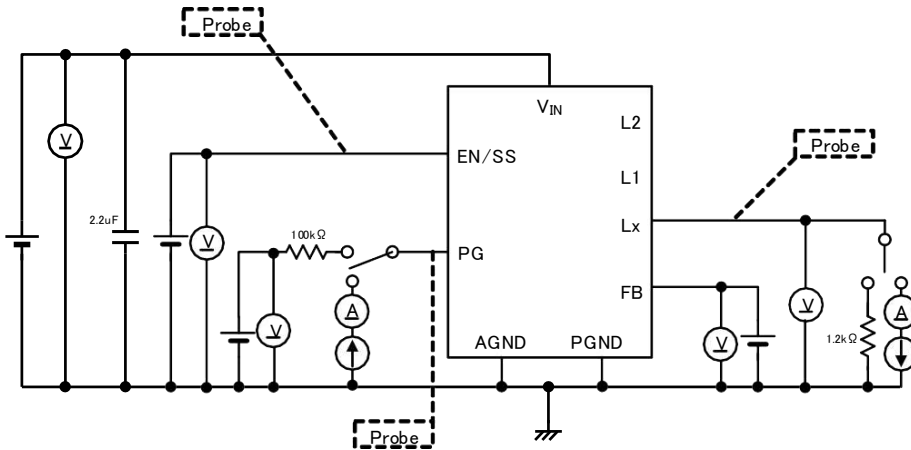 Probe
VIN
L2
V
Probe
EN/SS
L1
2.2uF
Lx
100kΩ
V
PG
A
FB
V
V
A
V
1.2kΩ
AGND
PGND
Probe